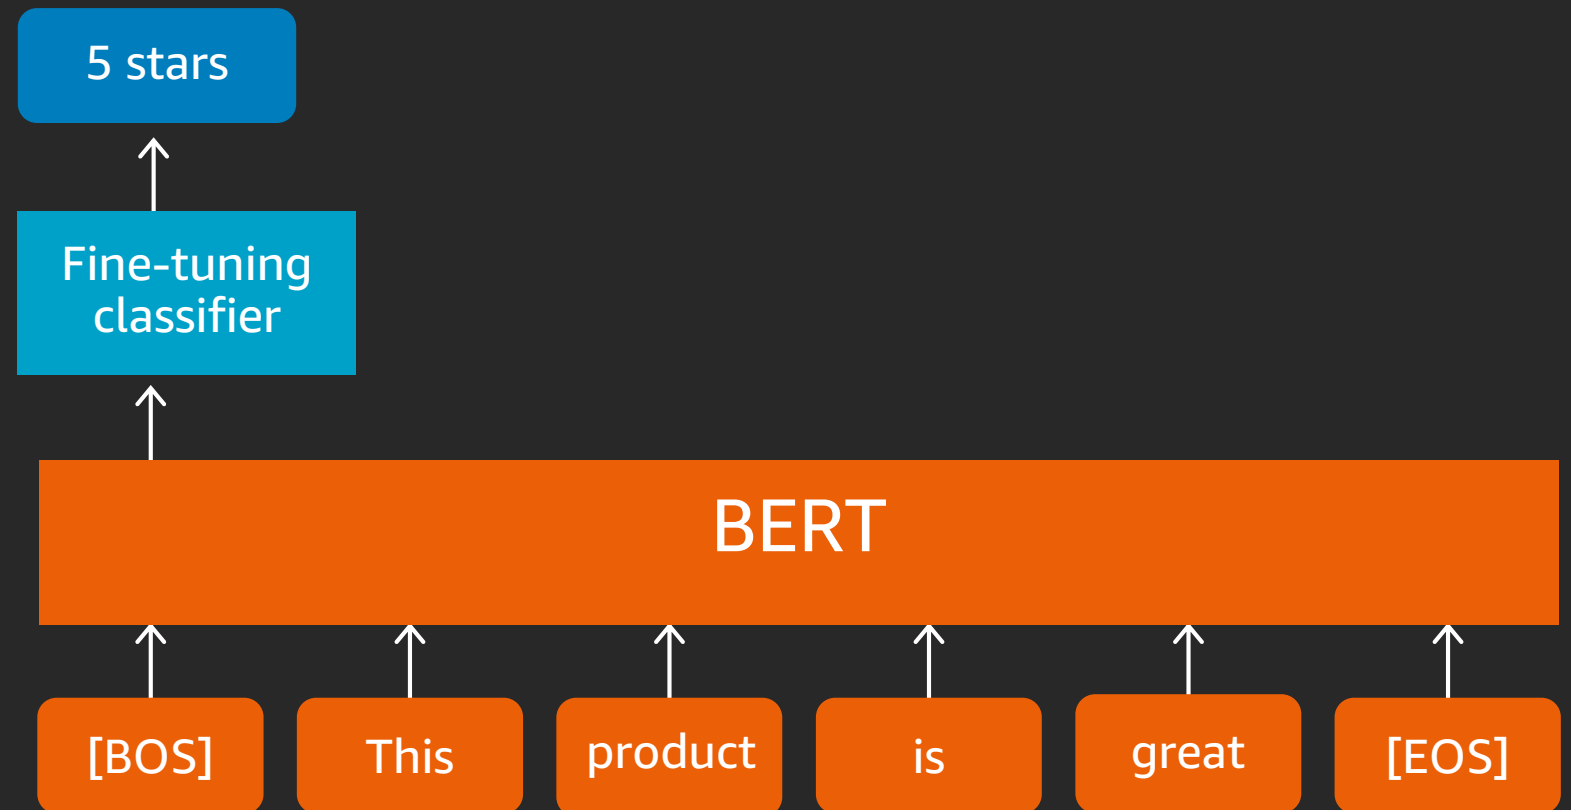 5 stars
Fine-tuning
classifier
BERT
[BOS] This product is great [EOS]